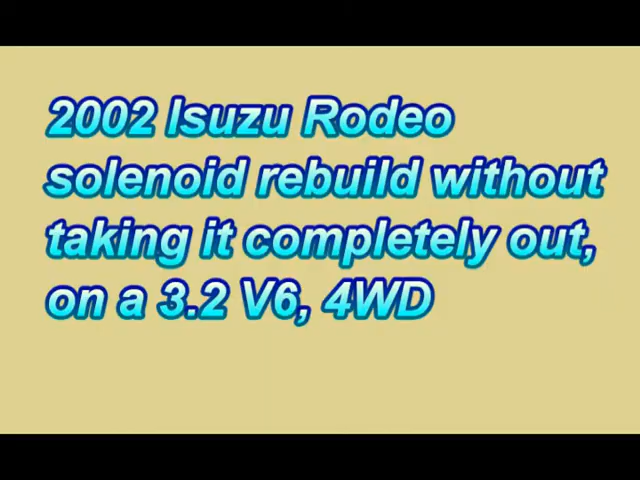 2002 Isuzu Rodeo
solenoid rebuild without
taking it completely out,
on a 3.2 V6, 4WD